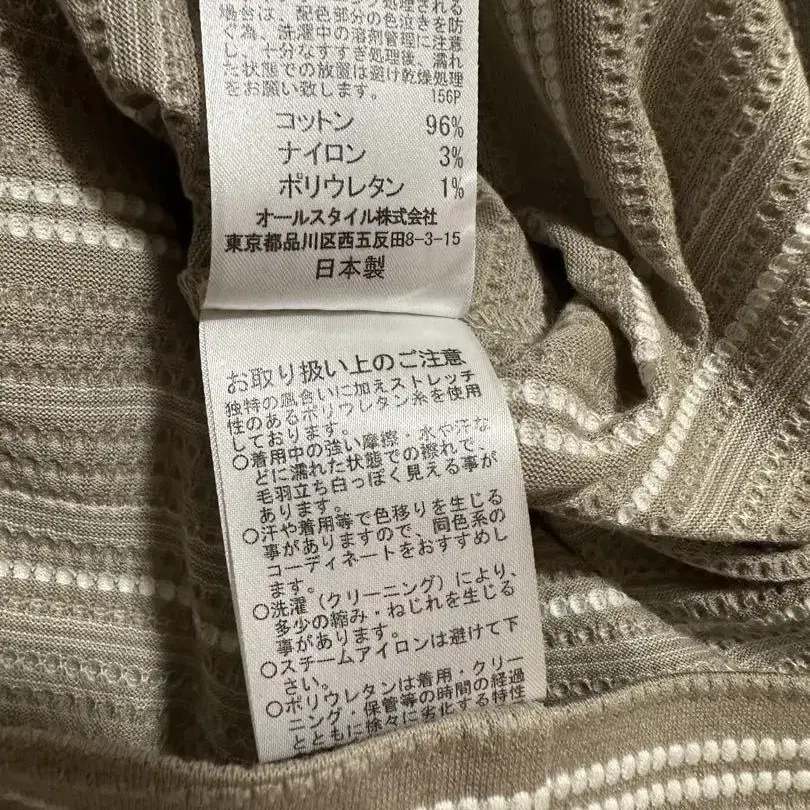 場合は、配色部分の色泣きを防
ぐ為、洗濯中の溶剤管理に注意
し、十分なすすぎ処理後、濡れ
た状態での放置は避け乾燥処理
をお願い致します。 156P
コットン 96%
ナイロン 3%
ポリウレタン 1%
オールスタイル株式会社
東京都品川区西五反田8-3-15
日本製
お取り扱い上のご注意
独特の風合いに加えストレッチ
性のあるポリウレタン糸を使用
しております。
○着用中の強い摩擦・水や汗な
どに濡れた状態での擦れで、
毛羽立ち白っぽく見える事が
あります。
○汗や着用等で色移りを生じる
事がありますので、同色系の
コーディネートをおすすめし
ます。
○洗濯(クリーニング)により、
多少の縮み・ねじれを生じる
事があります。
○スチームアイロンは避けて下
さい。
○ポリウレタンは着用・クリー
ニング・保管等の時間の経過
とともに徐々に劣化する特性